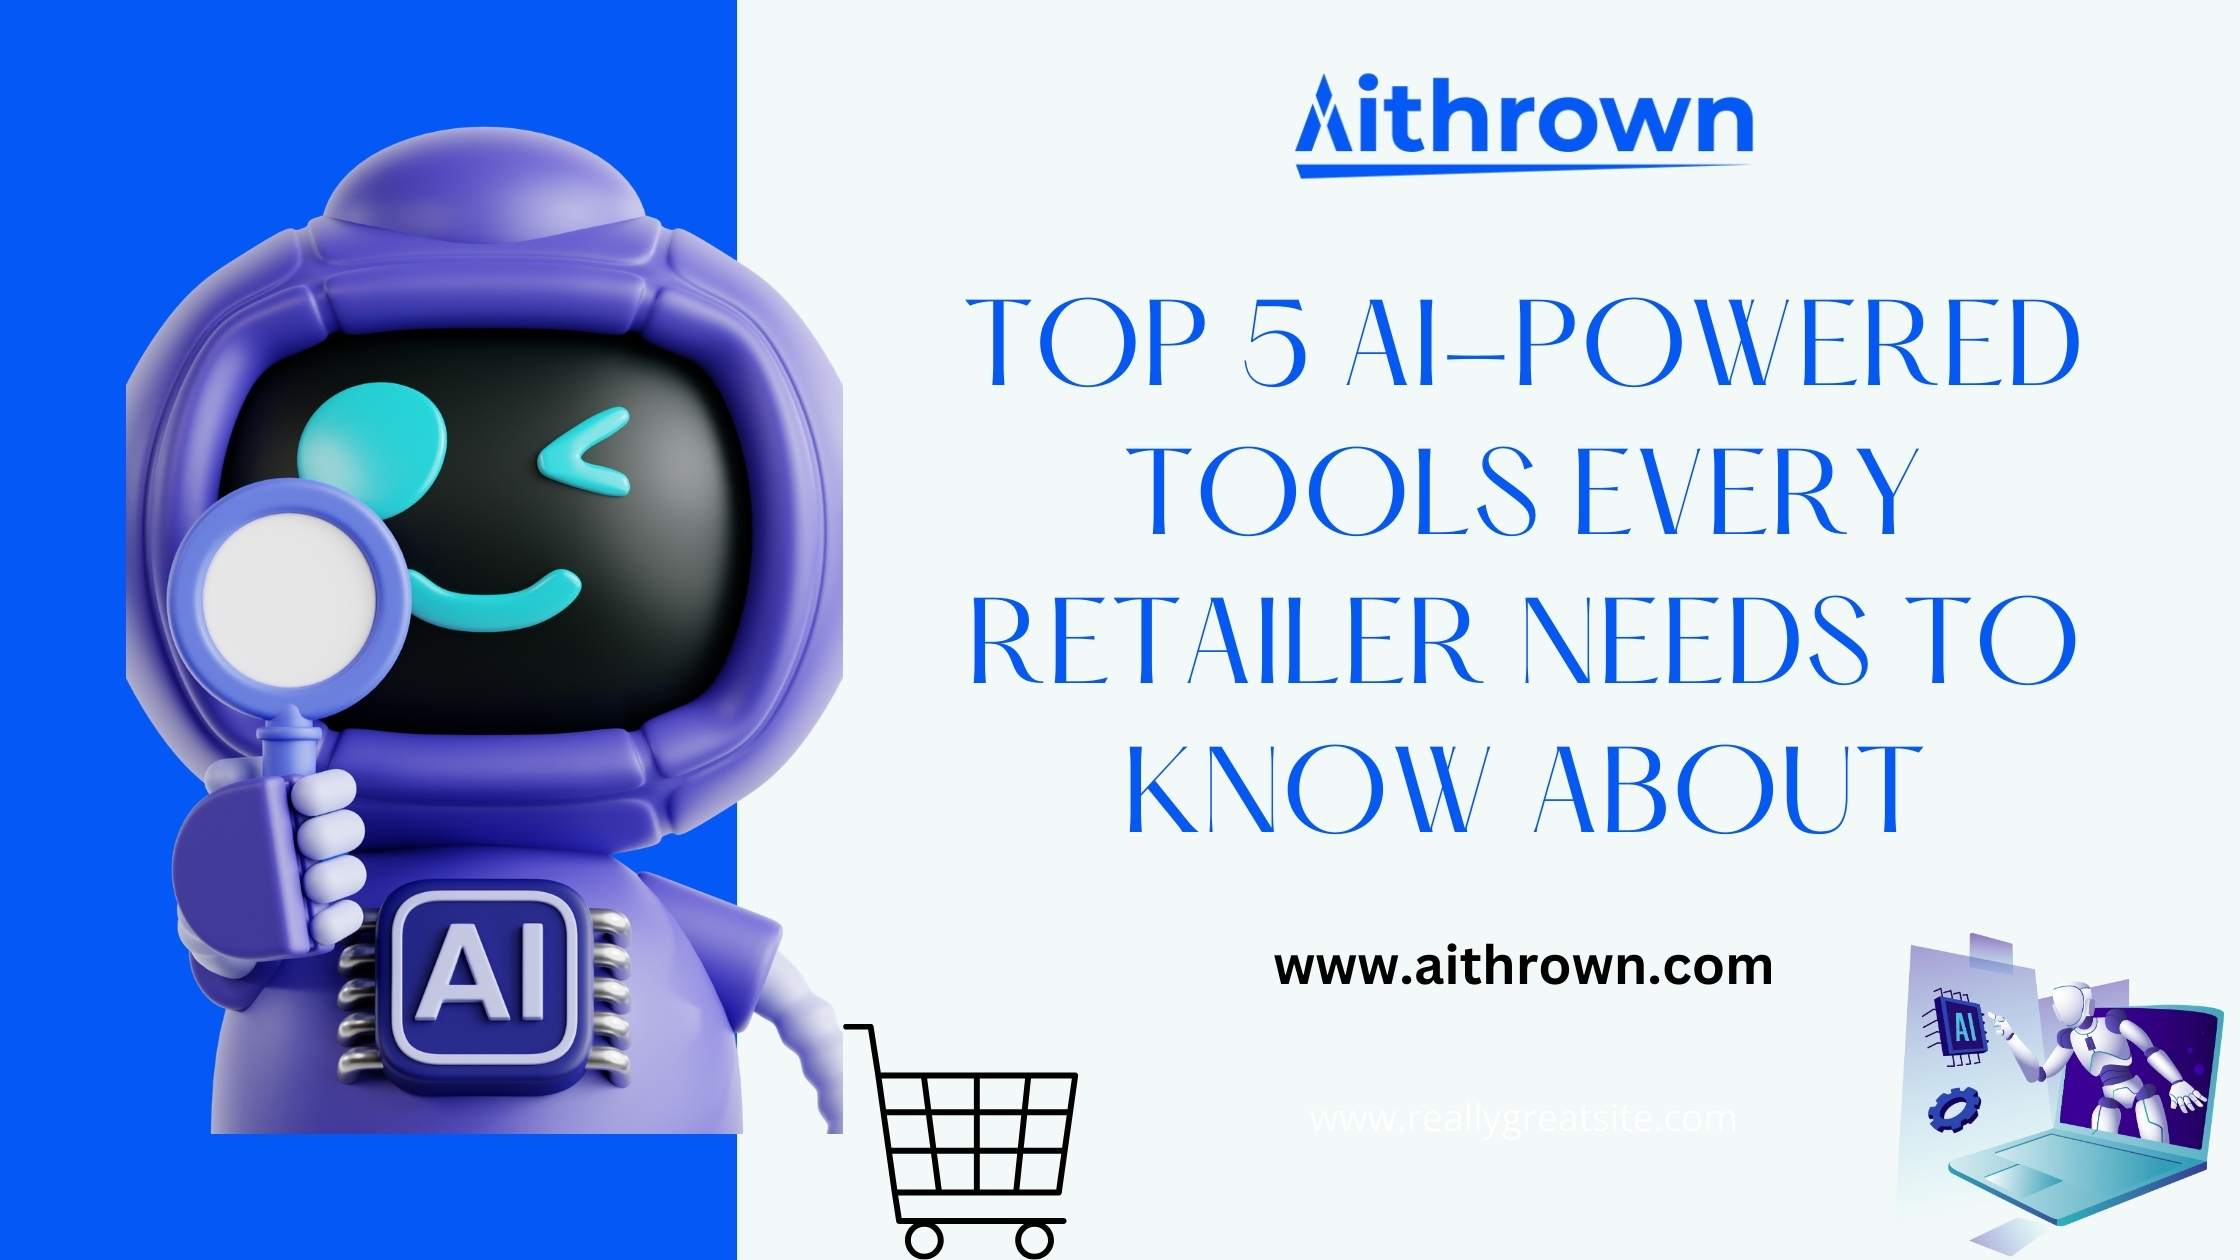 Aithrown
TOP 5 AI-POWERED
TOOLS EVERY
RETAILER NEEDS TO
KNOW ABOUT
www.aithrown.com
www.reallygreatsite.com
AI
AI